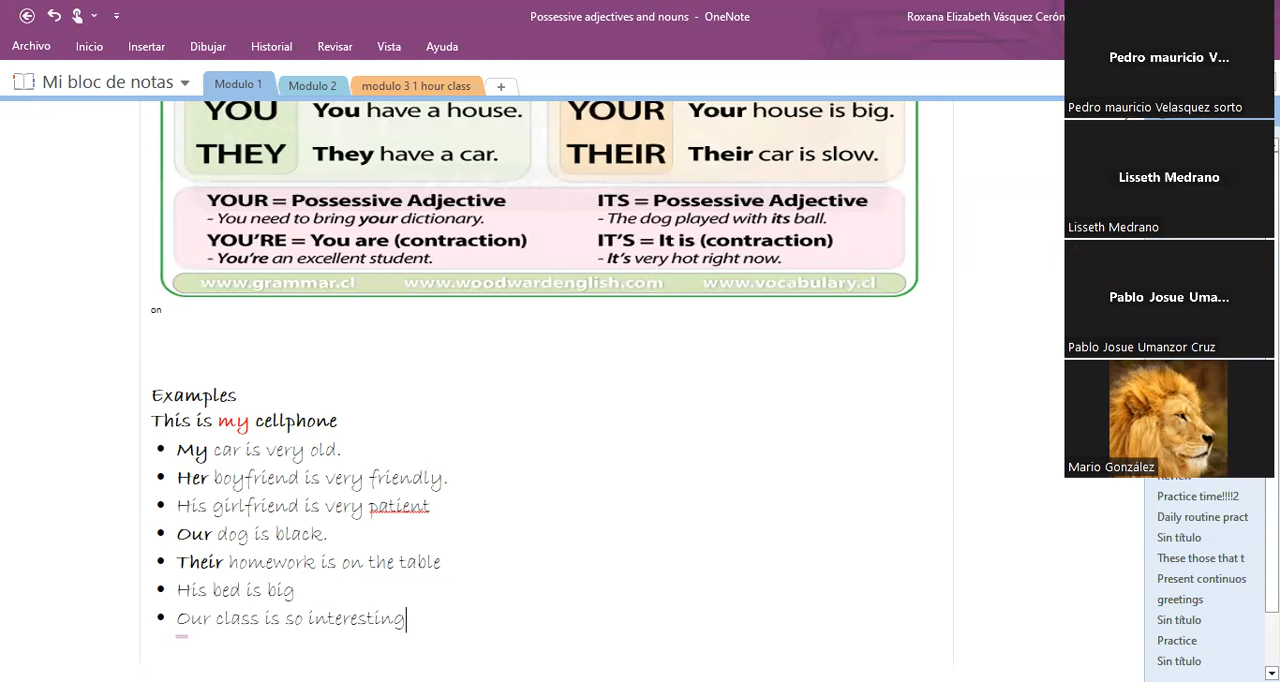 Possessive adjectives and nouns - OneNote
Roxana Elizabeth Vásquez Cerón
Archivo Inicio Insertar Dibujar Historial Revisar Vista Ayuda
Mi bloc de notas Modulo 1 Modulo 2 modulo 3 1 hour class +
YOU You have a house. YOUR Your house is big.
THEY They have a car. THEIR Their car is slow.
YOUR = Possessive Adjective
- You need to bring your dictionary.
YOU'RE = You are (contraction)
- You're an excellent student.
ITS = Possessive Adjective
- The dog played with its ball.
IT'S = It is (contraction)
- It's very hot right now.
www.grammar.cl www.woodwardenglish.com www.vocabulary.cl
on
Examples
This is my cellphone
• My car is very old.
• Her boyfriend is very friendly.
• His girlfriend is very patient
• Our dog is black.
• Their homework is on the table
• His bed is big
• Our class is so interesting
Pedro mauricio V...
Pedro mauricio Velasquez sorto
Lisseth Medrano
Lisseth Medrano
Pablo Josue Uma...
Pablo Josue Umanzor Cruz
Mario González
Review
Practice time!!!!2
Daily routine pract
Sin título
These those that t
Present continuos
greetings
Sin título
Practice
Sin título